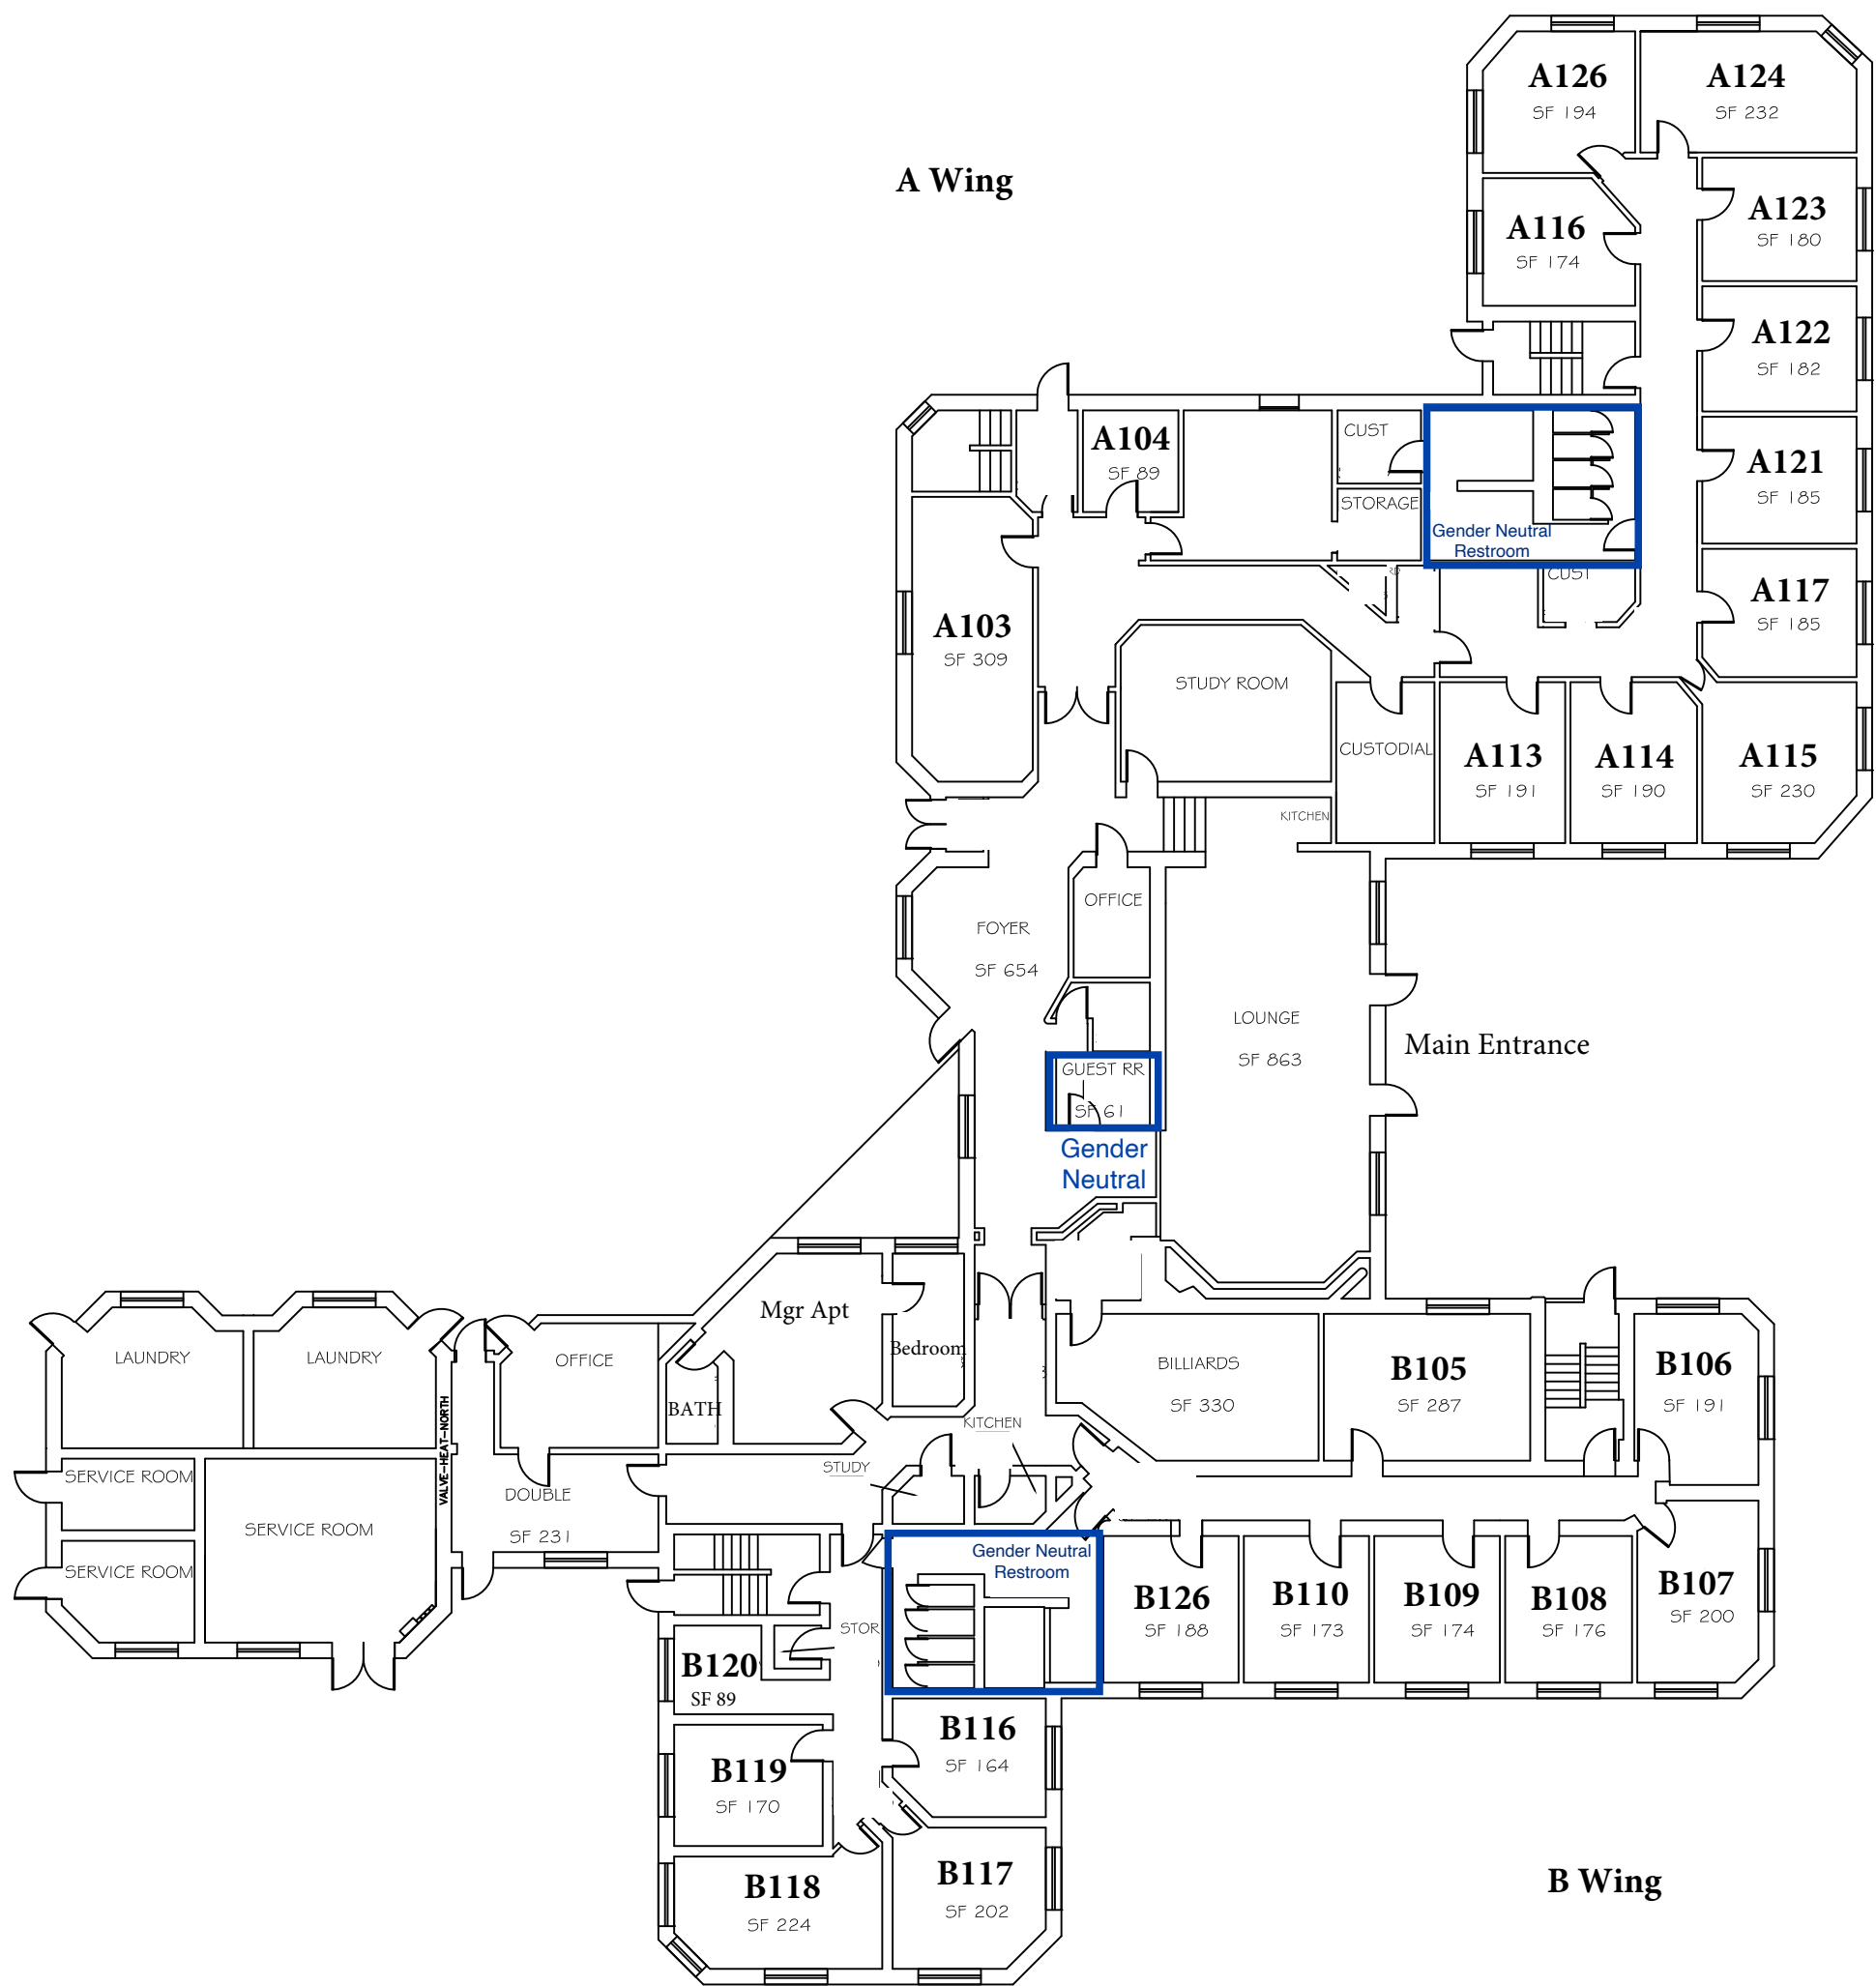 A126
SF 194
A124
SF 232
A Wing
A116
SF 174
A123
SF 180
A122
SF 182
A104
SF 89
CUST
STORAGE
Gender Neutral
Restroom
CUST
A121
SF 185
A117
SF 185
A103
SF 309
STUDY ROOM
CUSTODIAL
A113
SF 191
A114
SF 190
A115
SF 230
KITCHEN
OFFICE
FOYER
SF 654
LOUNGE
SF 863
Main Entrance
GUEST RR
SF 61
Gender
Neutral
Mgr Apt
Bedroom
BATH
LAUNDRY
LAUNDRY
OFFICE
VALVE-HEAT-NORTH
BILLIARDS
SF 330
B105
SF 287
B106
SF 191
KITCHEN
STUDY
SERVICE ROOM
SERVICE ROOM
SERVICE ROOM
DOUBLE
SF 231
Gender Neutral
Restroom
STOR
B126
SF 188
B110
SF 173
B109
SF 174
B108
SF 176
B107
SF 200
B120
SF 89
B116
SF 164
B119
SF 170
B118
SF 224
B117
SF 202
B Wing